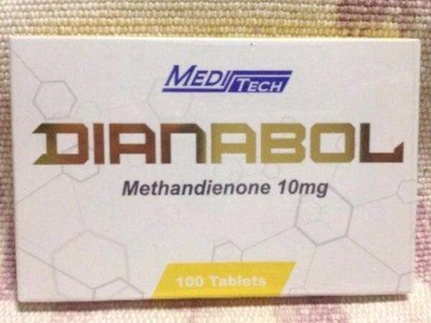 MEDITECH
DIANABOL
Methandienone 10mg
100 Tablets